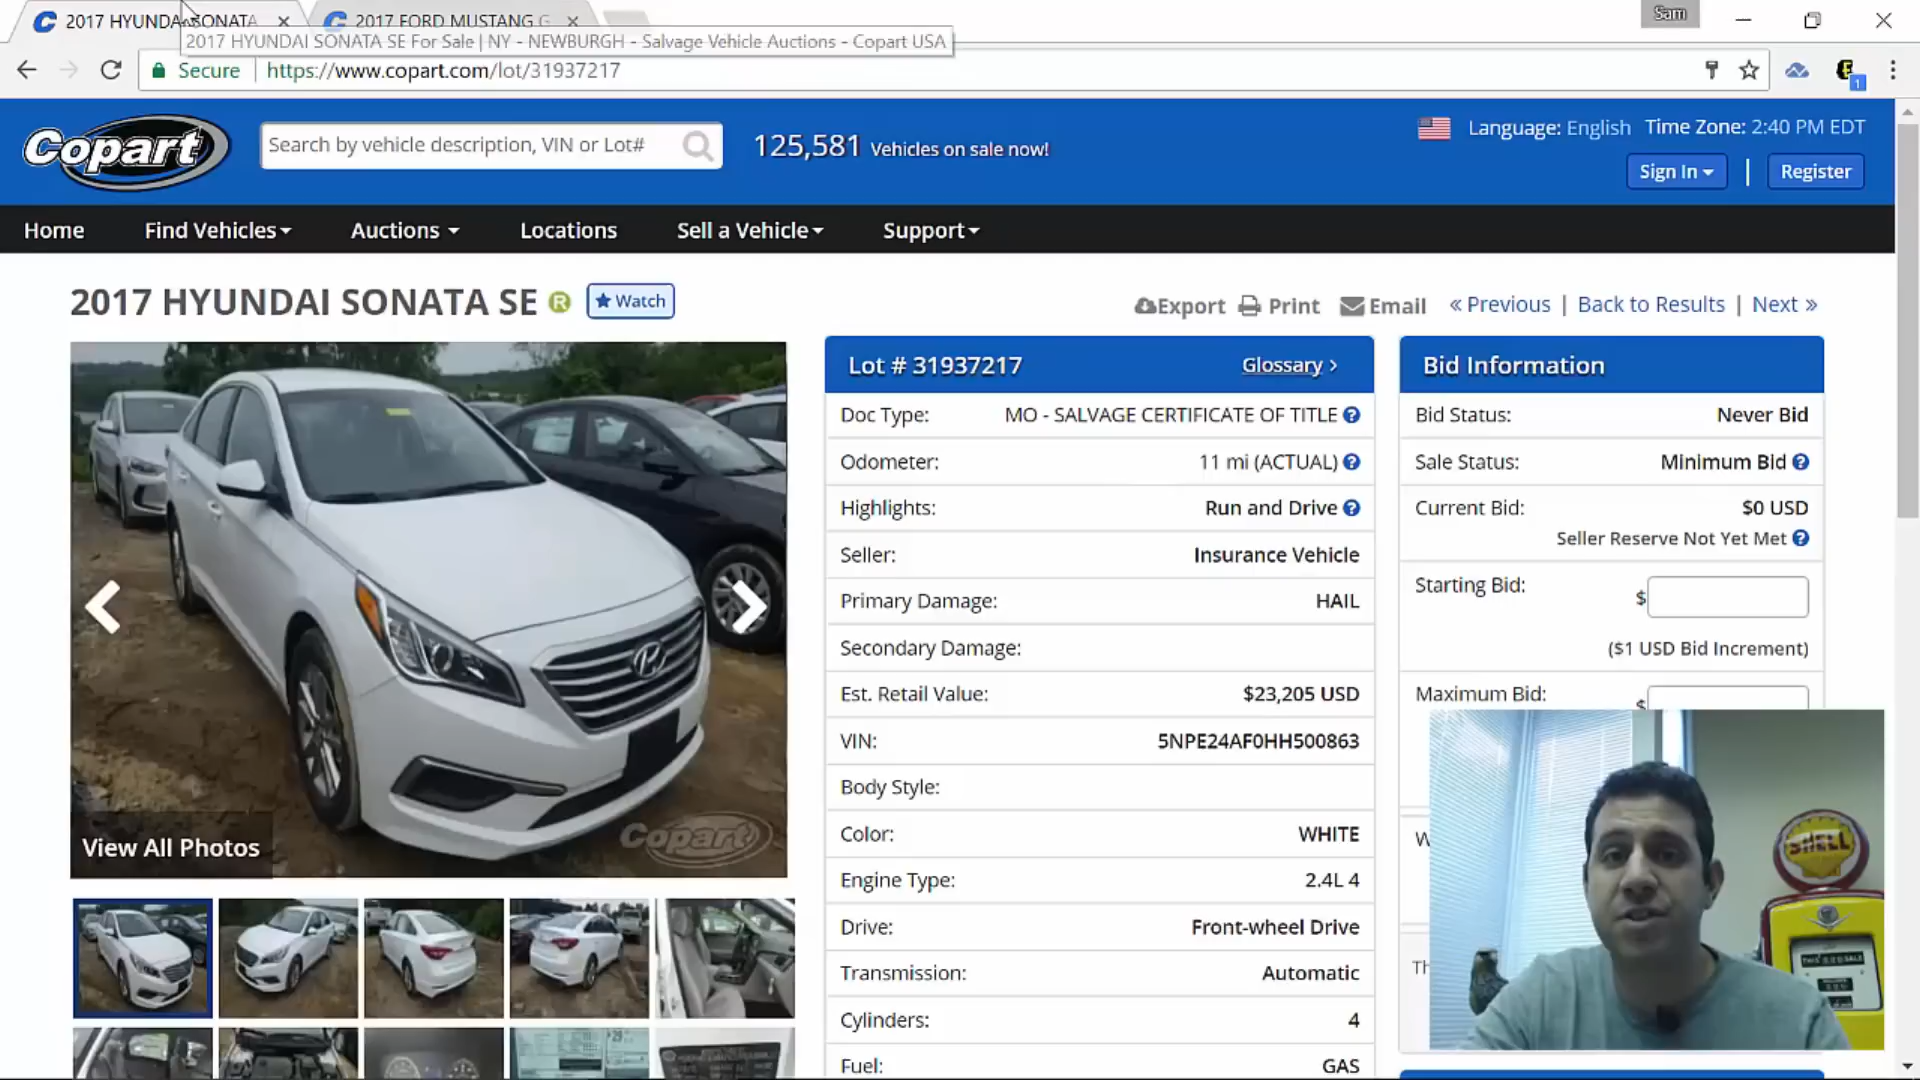 2017 HYUNDAI SONATA
2017 FORD MUSTANG G
Sam
2017 HYUNDAI SONATA SE For Sale | NY - NEWBURGH - Salvage Vehicle Auctions - Copart USA
Secure
https://www.copart.com/lot/31937217
1
Copart
Search by vehicle description, VIN or Lot#
125,581 Vehicles on sale now!
Language: English
Time Zone: 2:40 PM EDT
Sign In
|
Register
Home
Find Vehicles
Auctions
Locations
Sell a Vehicle
Support
2017 HYUNDAI SONATA SE
R
Watch
Export
Print
Email
« Previous | Back to Results | Next »
View All Photos
Copart
Lot # 31937217
Glossary ›
Doc Type: MO - SALVAGE CERTIFICATE OF TITLE ?
Odometer: 11 mi (ACTUAL) ?
Highlights: Run and Drive ?
Seller: Insurance Vehicle
Primary Damage: HAIL
Secondary Damage:
Est. Retail Value: $23,205 USD
VIN: 5NPE24AF0HH500863
Body Style:
Color: WHITE
Engine Type: 2.4L 4
Drive: Front-wheel Drive
Transmission: Automatic
Cylinders: 4
Fuel: GAS
Bid Information
Bid Status: Never Bid
Sale Status: Minimum Bid ?
Current Bid: $0 USD
Seller Reserve Not Yet Met ?
Starting Bid: $
($1 USD Bid Increment)
Maximum Bid: $
W
Th
SHELL
THIS SALE